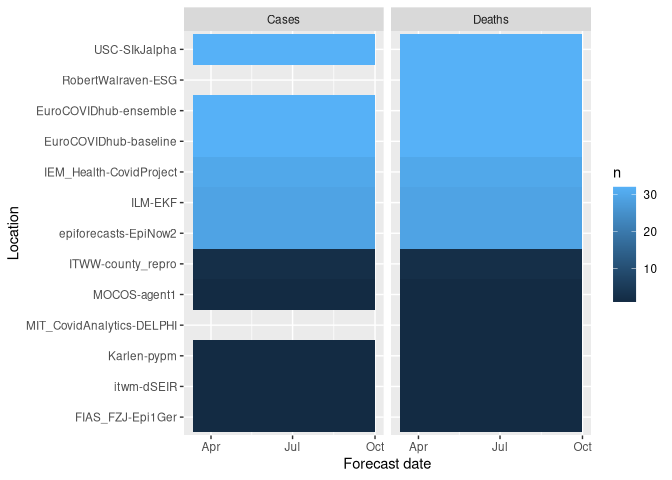 Cases
Deaths
USC-SIkJalpha
RobertWalraven-ESG
EuroCOVIDhub-ensemble
EuroCOVIDhub-baseline
IEM_Health-CovidProject
ILM-EKF
epiforecasts-EpiNow2
ITWW-county_repro
MOCOS-agent1
MIT_CovidAnalytics-DELPHI
Karlen-pypm
itwm-dSEIR
FIAS_FZJ-Epi1Ger
Location
Apr Jul Oct
Apr Jul Oct
Forecast date
n
30
20
10